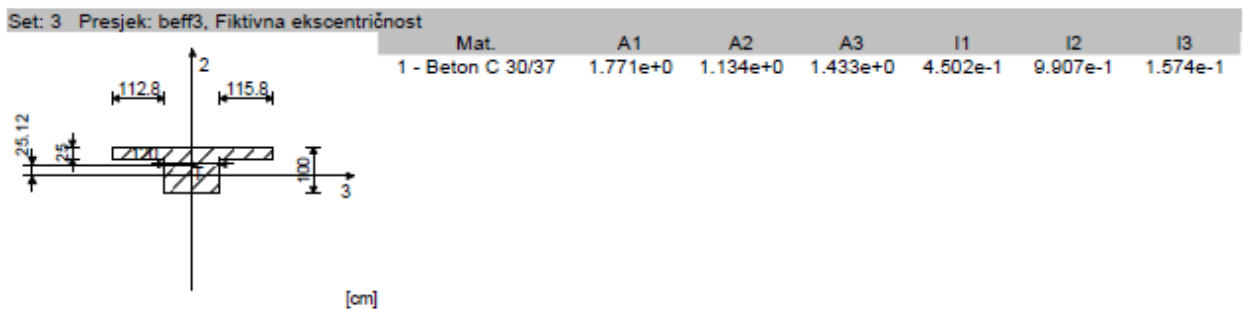 Set: 3 Presjek: beff3, Fiktivna ekscentričnost
Mat. A1 A2 A3 I1 I2 I3
1 - Beton C 30/37 1.771e+0 1.134e+0 1.433e+0 4.502e-1 9.907e-1 1.574e-1
2
112.8 115.8
25.12
25
120
100
3
[cm]